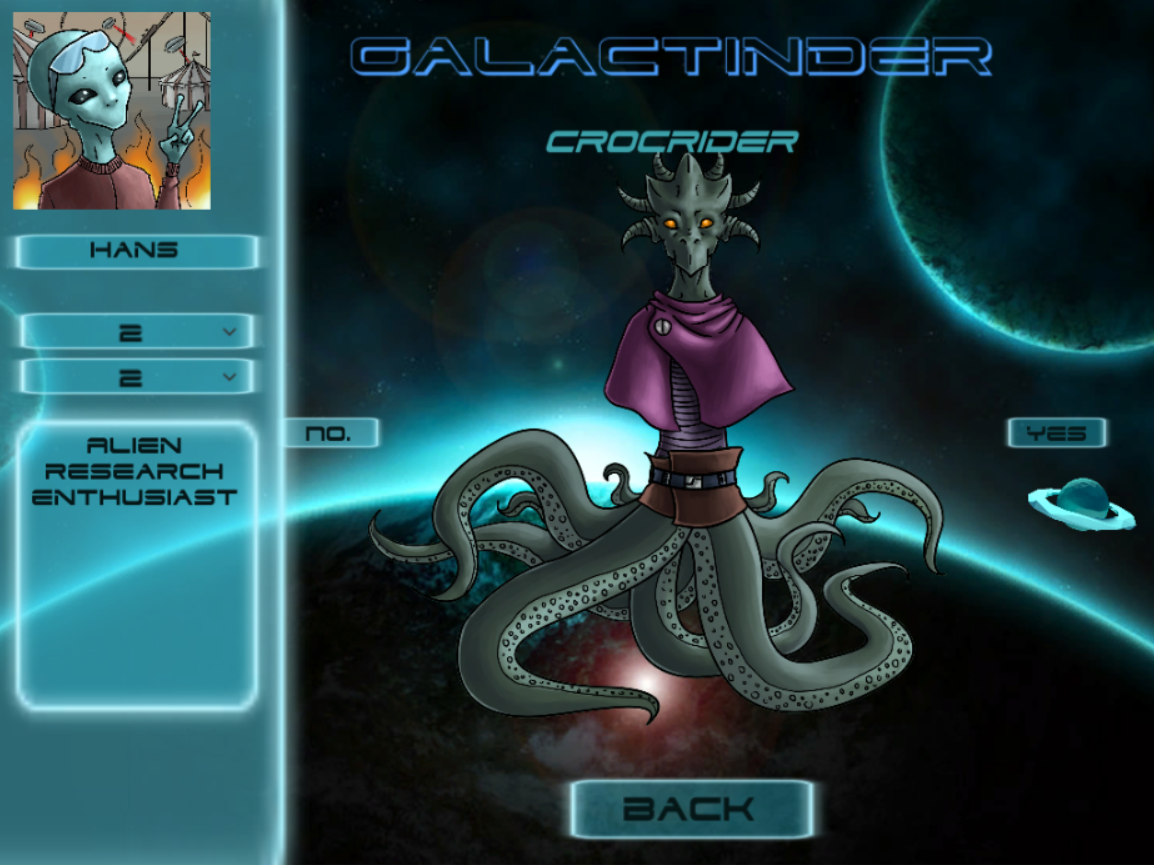 GALACTINDER
CROCRIDER
HANS
2
2
ALIEN
RESEARCH
ENTHUSIAST
NO.
YES
BACK